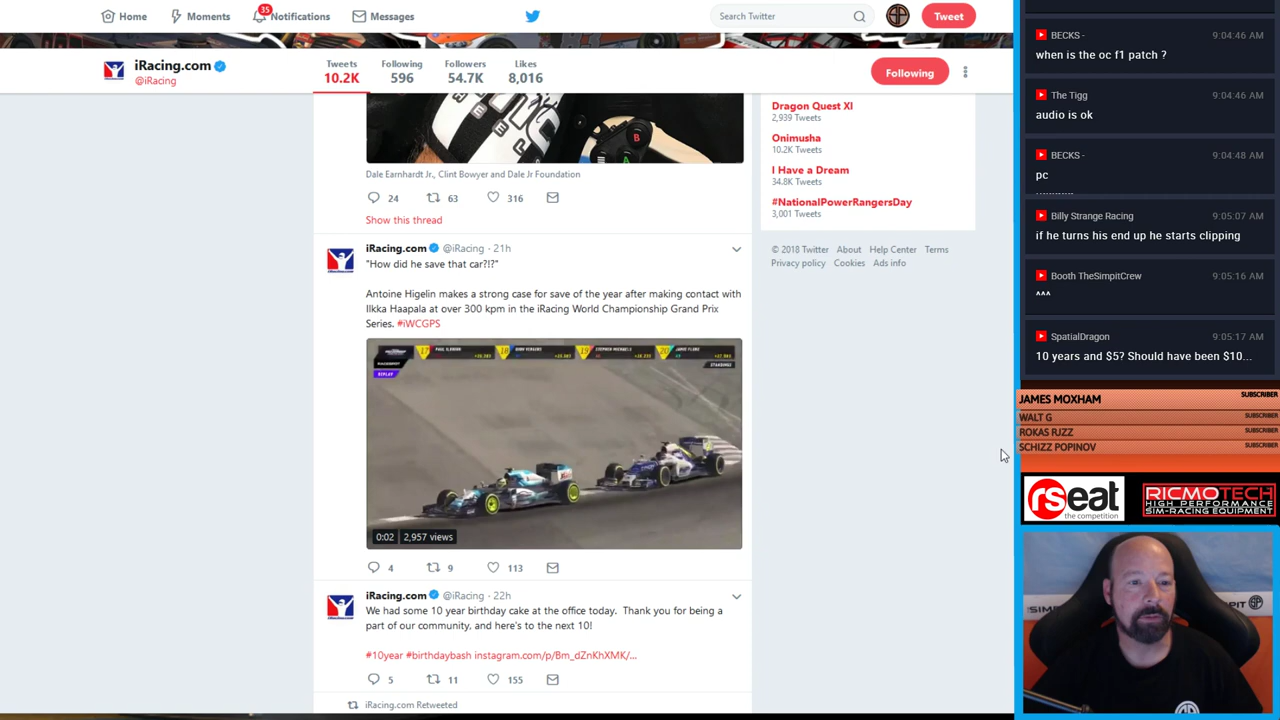 Home
Moments
35
Notifications
Messages
Search Twitter
Tweet
iRacing.com
@iRacing
Tweets
10.2K
Following
596
Followers
54.7K
Likes
8,016
Following
B
A
Dale Earnhardt Jr., Clint Bowyer and Dale Jr Foundation
24
63
316
Show this thread
iRacing.com @iRacing · 21h
"How did he save that car?!?"
Antoine Higelin makes a strong case for save of the year after making contact with
Ilkka Haapala at over 300 kpm in the iRacing World Championship Grand Prix
Series. #iWCGPS
17
18
19
20
REPLAY
STANDINGS
0:02
2,957 views
4
9
113
iRacing.com @iRacing · 22h
We had some 10 year birthday cake at the office today. Thank you for being a
part of our community, and here's to the next 10!
#10year #birthdaybash instagram.com/p/Bm_dZnKhXMK/...
5
11
155
iRacing.com Retweeted
Dragon Quest XI
2,939 Tweets
Onimusha
10.2K Tweets
I Have a Dream
34.8K Tweets
#NationalPowerRangersDay
3,001 Tweets
© 2018 Twitter About Help Center Terms
Privacy policy Cookies Ads info
BECKS - 9:04:46 AM
when is the oc f1 patch ?
The Tigg 9:04:46 AM
audio is ok
BECKS - 9:04:48 AM
pc
Billy Strange Racing 9:05:07 AM
if he turns his end up he starts clipping
Booth TheSimpitCrew 9:05:16 AM
^^^
SpatialDragon 9:05:17 AM
10 years and $5? Should have been $10...
JAMES MOXHAM SUBSCRIBER
WALT G SUBSCRIBER
ROKAS RJZZ SUBSCRIBER
SCHIZZ POPINOV SUBSCRIBER
rseat
the competition
RICMOTECH
HIGH PERFORMANCE
SIM-RACING EQUIPMENT